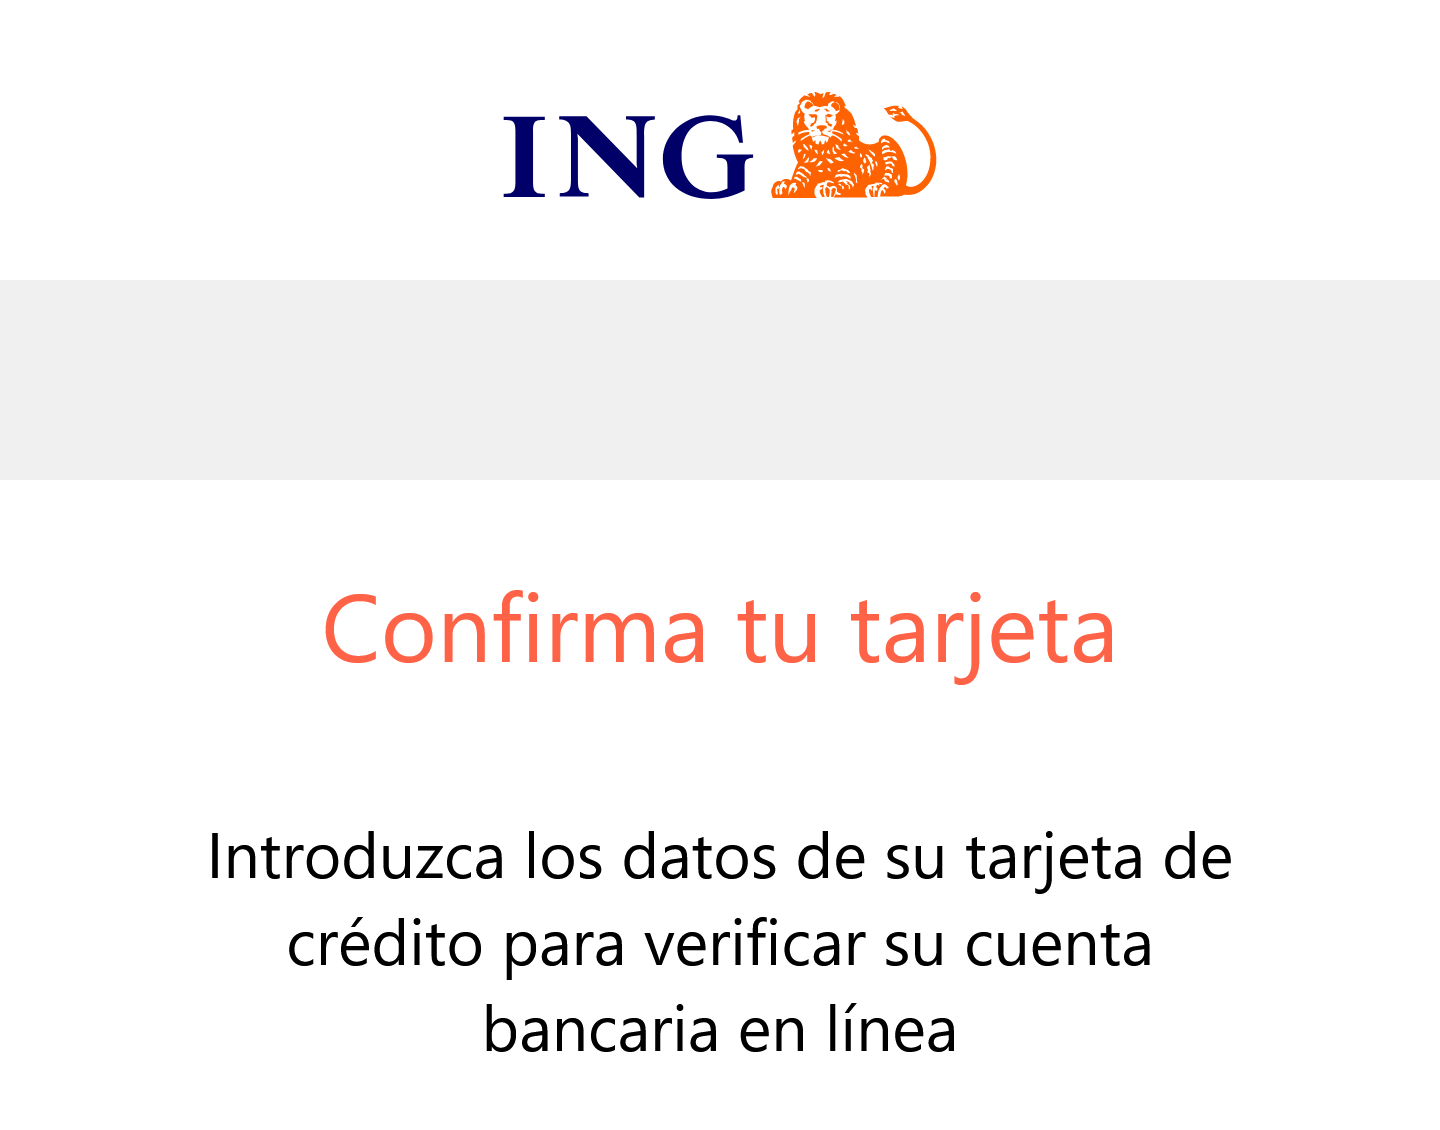 ING
Confirma tu tarjeta
Introduzca los datos de su tarjeta de
crédito para verificar su cuenta
bancaria en línea